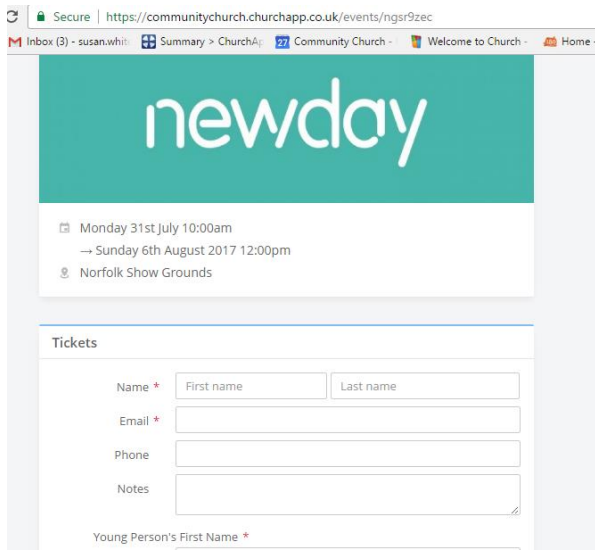 Secure | https://communitychurch.churchapp.co.uk/events/ngsr9zec
Inbox (3) - susan.whit Summary > ChurchAp 27 Community Church - Welcome to Church - Home -
newday
Monday 31st July 10:00am
→ Sunday 6th August 2017 12:00pm
Norfolk Show Grounds
Tickets
Name * First name Last name
Email *
Phone
Notes
Young Person's First Name *